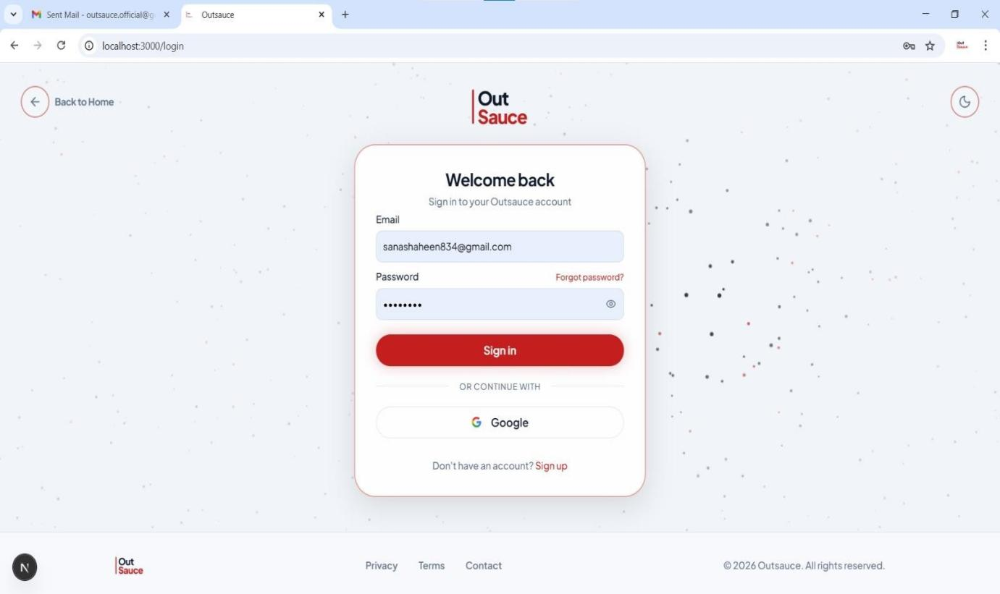 Sent Mail - outsauce.official@g
Outsauce
localhost:3000/login
Out
Sauce
Back to Home
Out
Sauce
Welcome back
Sign in to your Outsauce account
Email
sanashaheen834@gmail.com
Password Forgot password?
••••••••
Sign in
OR CONTINUE WITH
Google
Don't have an account? Sign up
N
Out
Sauce
Privacy Terms Contact
© 2026 Outsauce. All rights reserved.